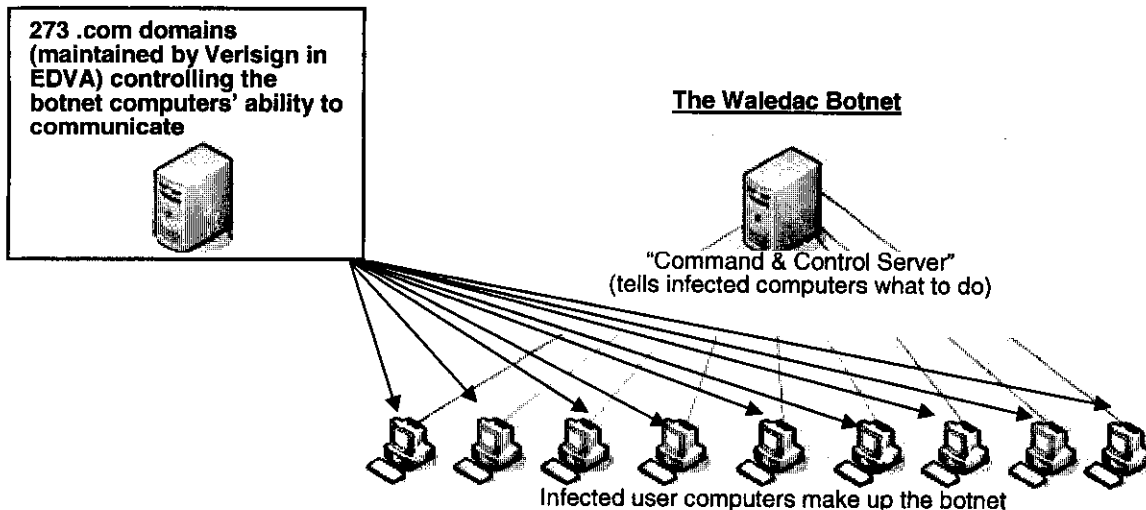 273 .com domains
(maintained by Verisign in
EDVA) controlling the
botnet computers' ability to
communicate
The Waledac Botnet
"Command & Control Server"
(tells infected computers what to do)
Infected user computers make up the botnet